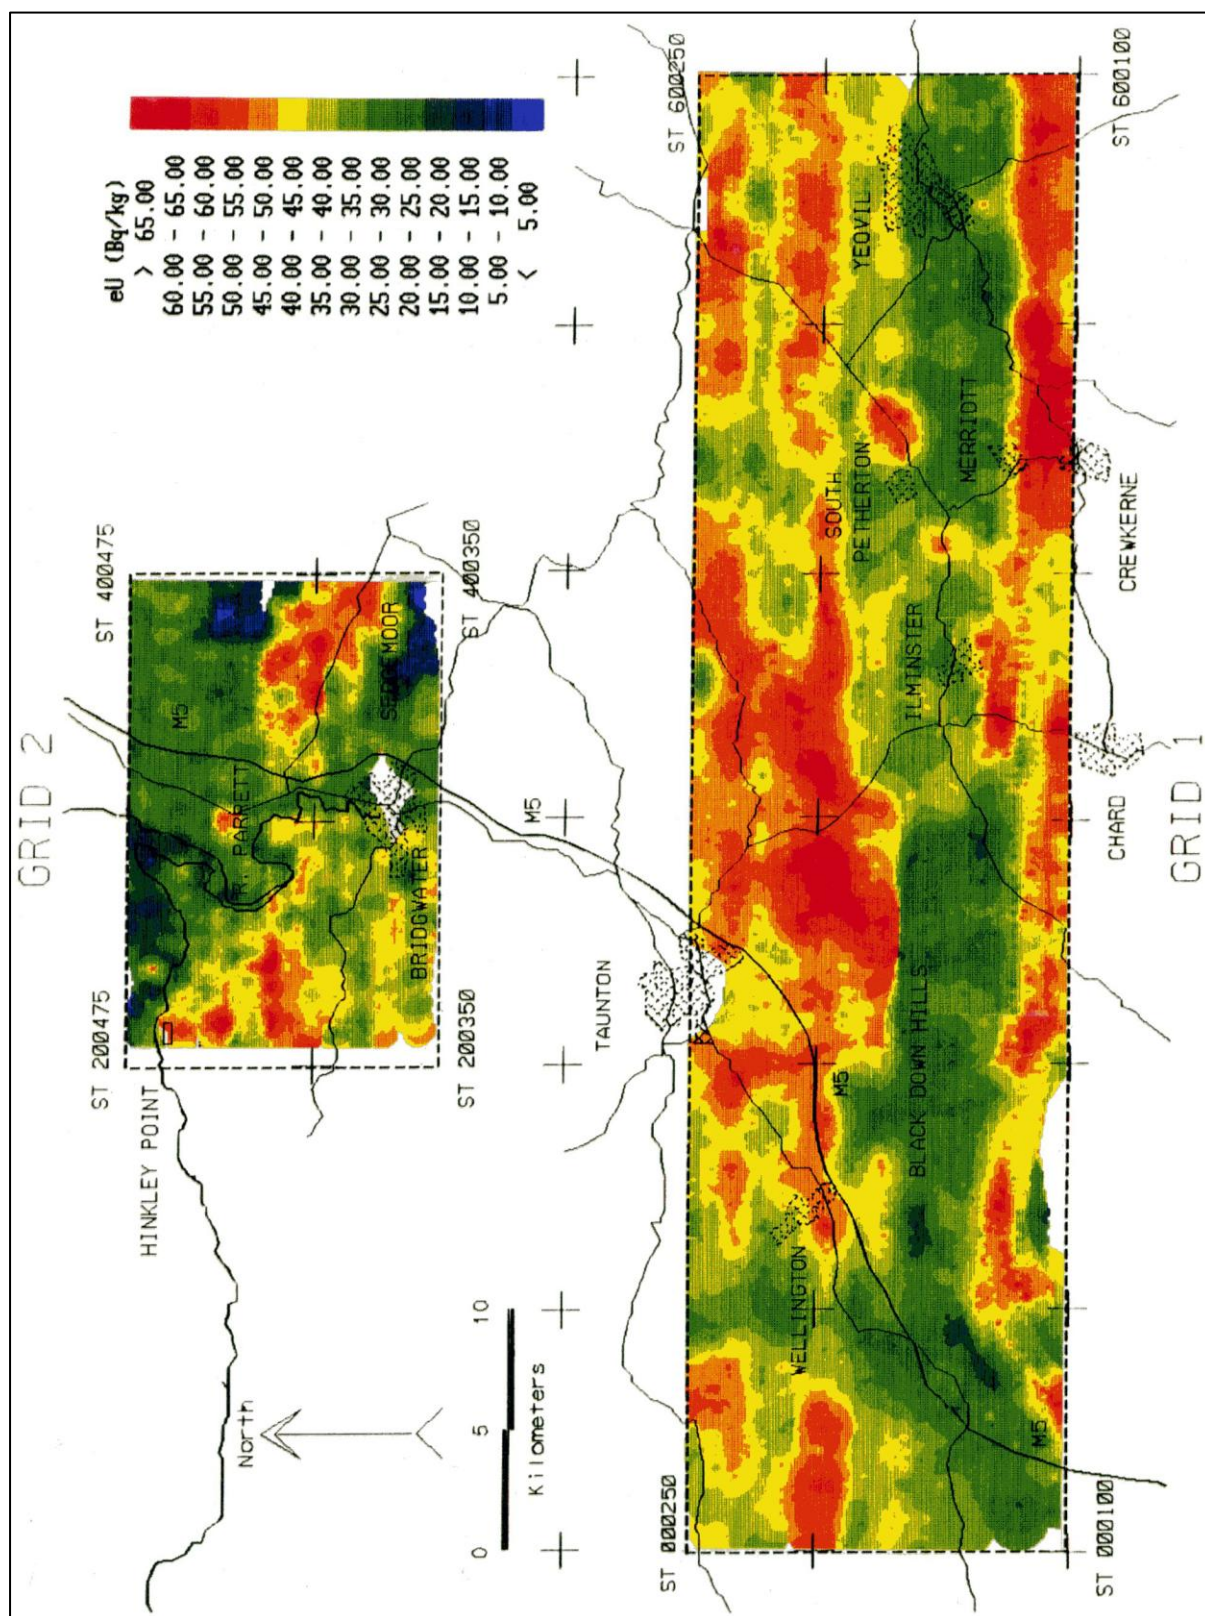 GRID 2
eU (Bq/kg)
> 65.00
60.00 - 65.00
55.00 - 60.00
50.00 - 55.00
45.00 - 50.00
40.00 - 45.00
35.00 - 40.00
30.00 - 35.00
25.00 - 30.00
20.00 - 25.00
15.00 - 20.00
10.00 - 15.00
5.00 - 10.00
< 5.00
ST 200475
ST 400475
HINKLEY POINT
R. PARRETT
M5
BRIDGWATER
SEDGEMOOR
ST 200350
ST 400350
North
0 5 10
Kilometers
M5
TAUNTON
ST 000250
ST 600250
WELLINGTON
M5
SOUTH
PETHERTON
YEOVIL
BLACK DOWN HILLS
ILMINSTER
MERRIOTT
M5
ST 000100
CHARD
CREWKERNE
ST 600100
GRID 1